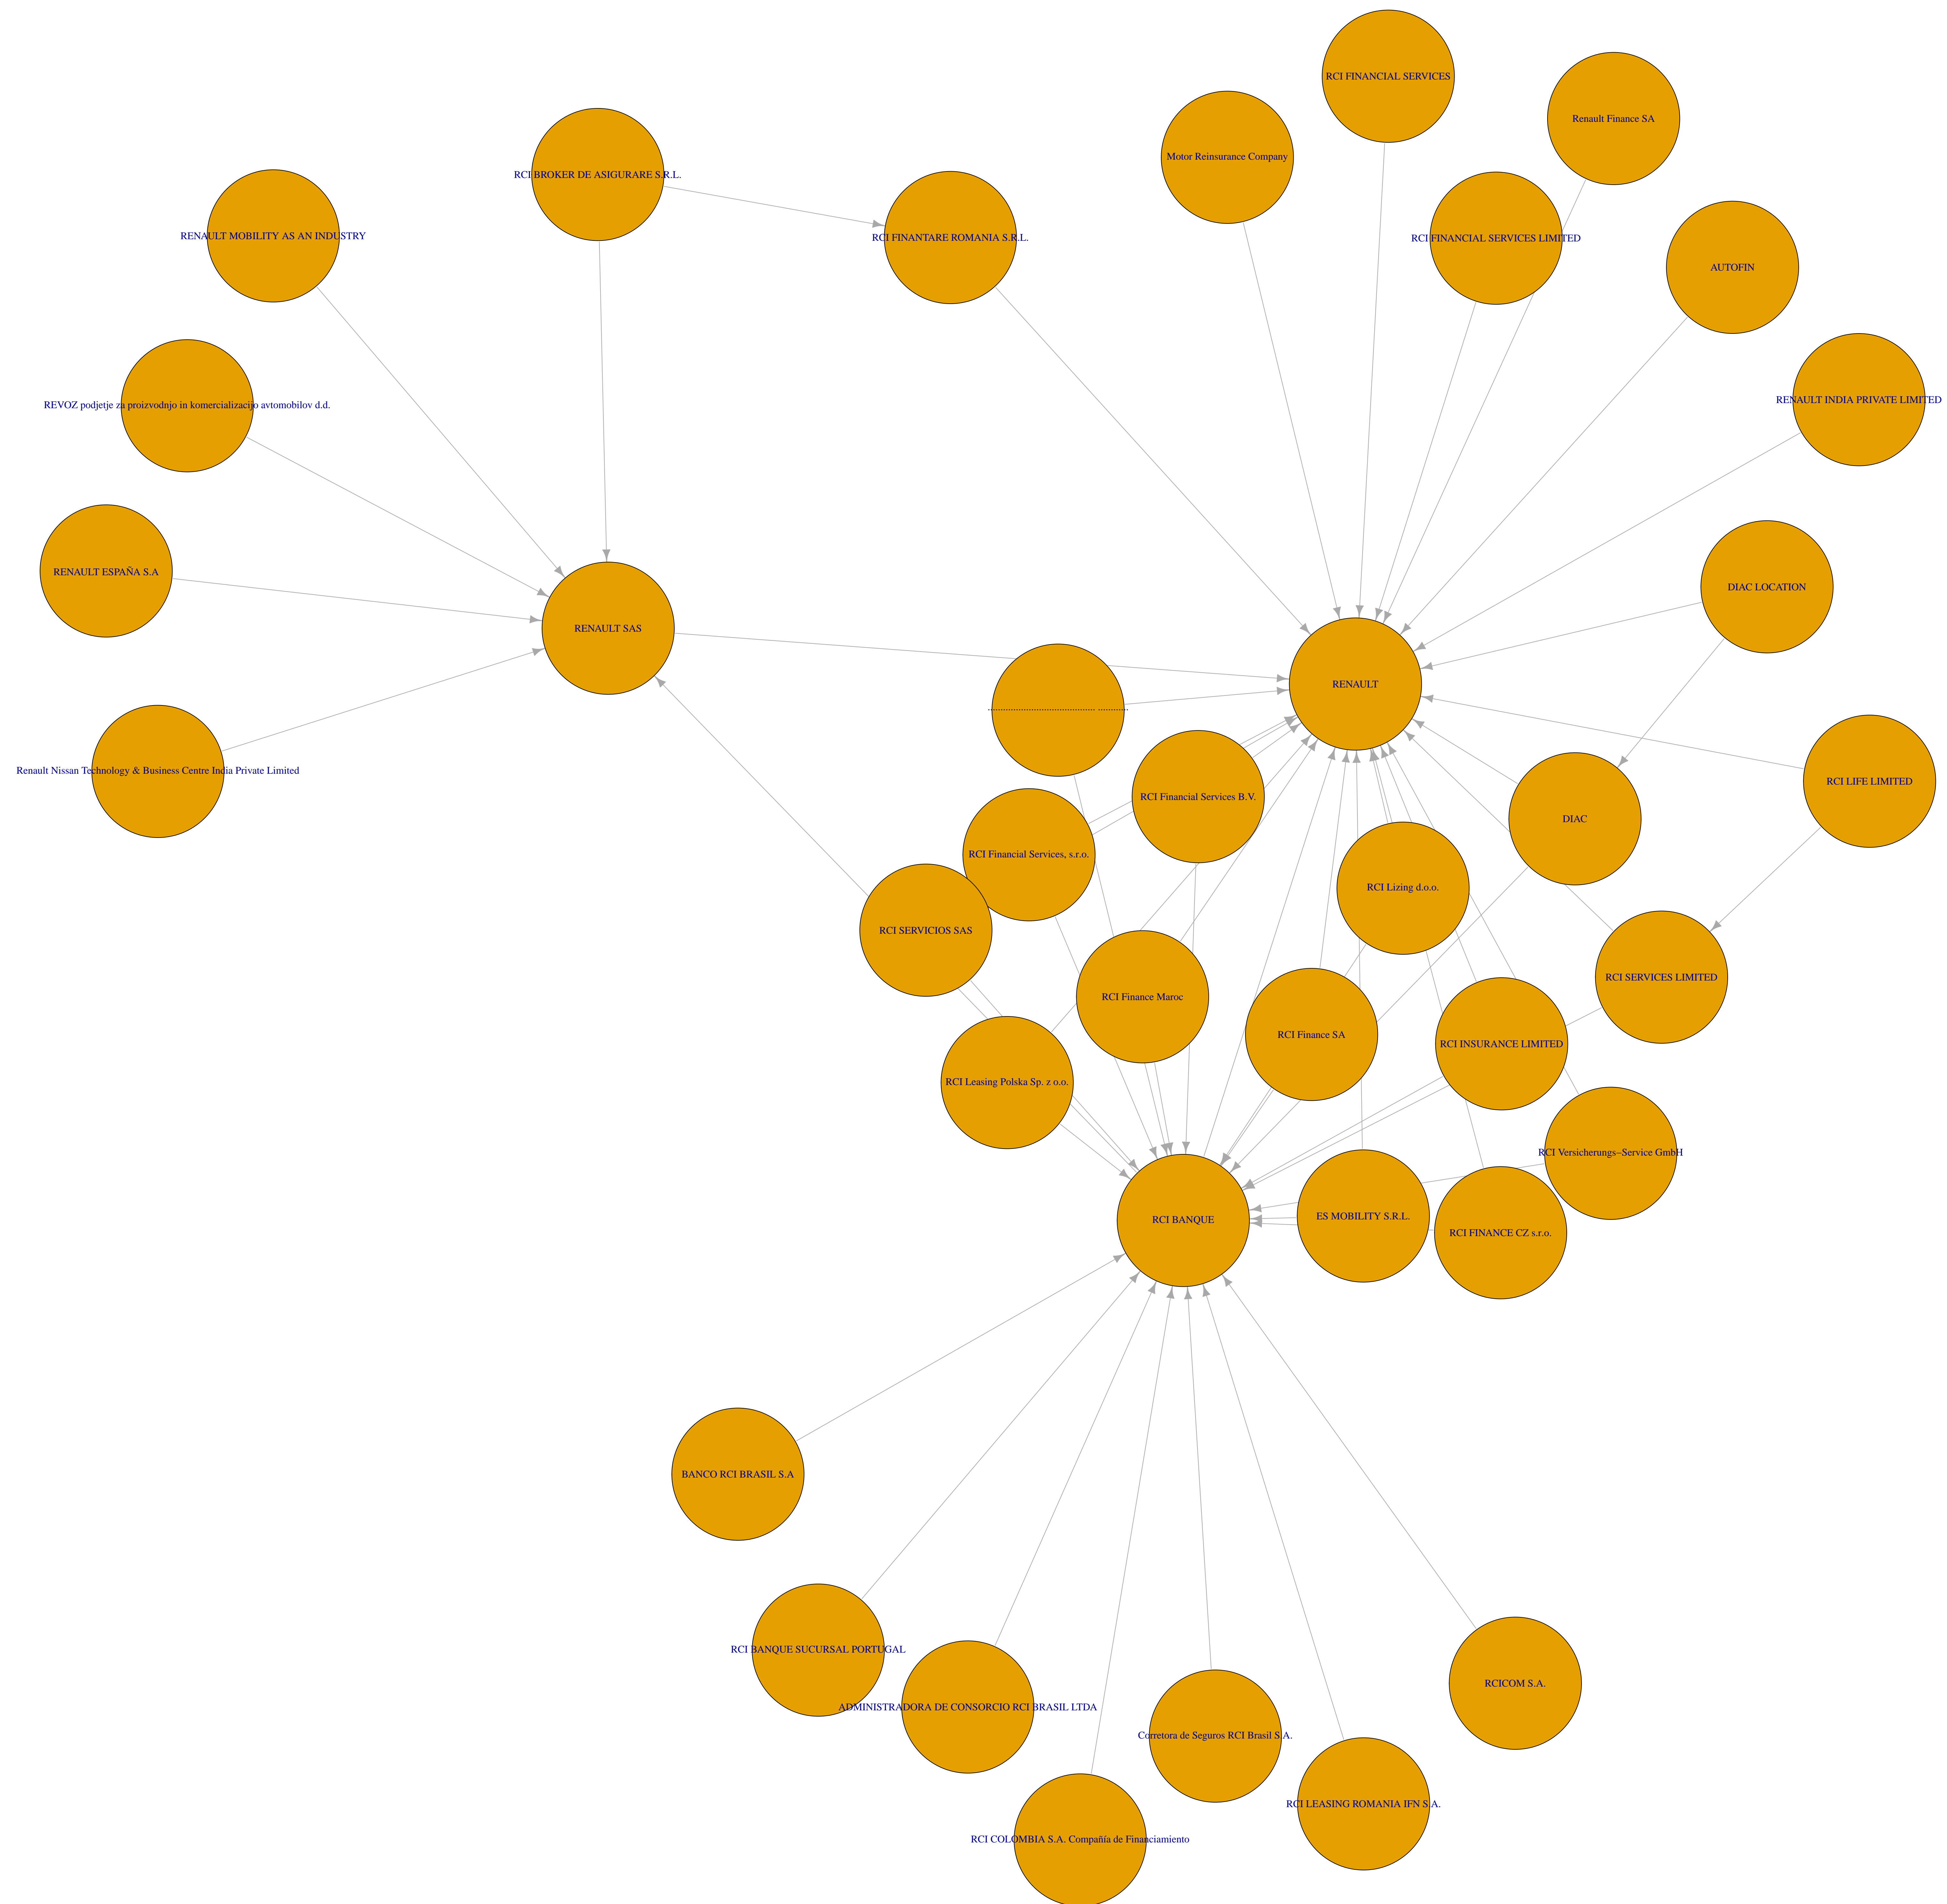 RCI FINANCIAL SERVICES
Renault Finance SA
Motor Reinsurance Company
RCI BROKER DE ASIGURARE S.R.L.
RENAULT MOBILITY AS AN INDUSTRY
RCI FINANTARE ROMANIA S.R.L.
RCI FINANCIAL SERVICES LIMITED
AUTOFIN
RENAULT INDIA PRIVATE LIMITED
REVOZ podjetje za proizvodnjo in komercializacijo avtomobilov d.d.
RENAULT ESPAÑA S.A
DIAC LOCATION
RENAULT SAS
RENAULT
Renault Nissan Technology & Business Centre India Private Limited
RCI LIFE LIMITED
RCI Financial Services B.V.
DIAC
RCI Financial Services, s.r.o.
RCI Lizing d.o.o.
RCI SERVICIOS SAS
RCI SERVICES LIMITED
RCI Finance Maroc
RCI Finance SA
RCI INSURANCE LIMITED
RCI Leasing Polska Sp. z o.o.
RCI Versicherungs−Service GmbH
RCI BANQUE
ES MOBILITY S.R.L.
RCI FINANCE CZ s.r.o.
BANCO RCI BRASIL S.A
RCI BANQUE SUCURSAL PORTUGAL
RCICOM S.A.
ADMINISTRADORA DE CONSORCIO RCI BRASIL LTDA
Corretora de Seguros RCI Brasil S.A.
RCI LEASING ROMANIA IFN S.A.
RCI COLOMBIA S.A. Compañía de Financiamiento